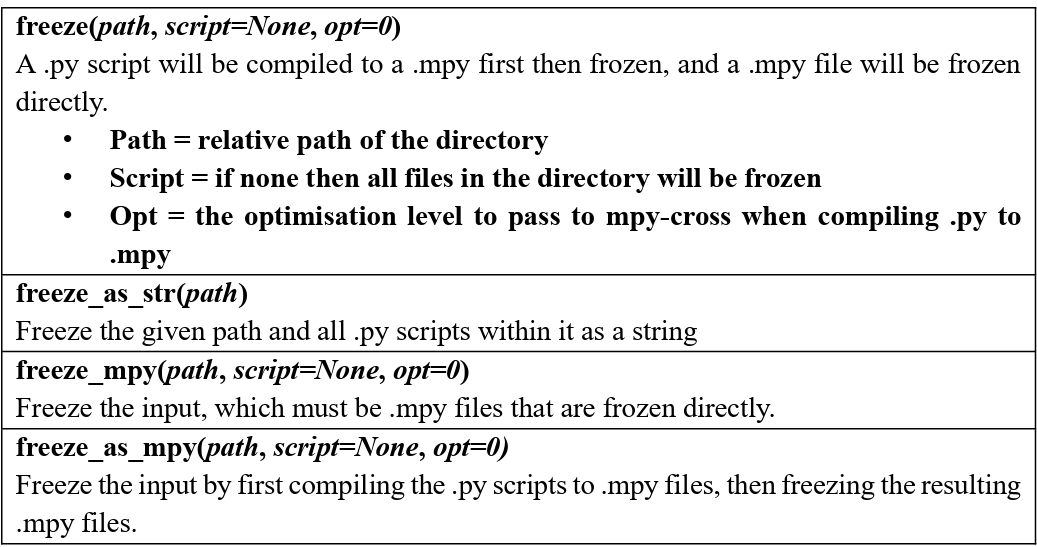 freeze(path, script=None, opt=0)
A .py script will be compiled to a .mpy first then frozen, and a .mpy file will be frozen
directly.
• Path = relative path of the directory
• Script = if none then all files in the directory will be frozen
• Opt = the optimisation level to pass to mpy-cross when compiling .py to
.mpy
freeze_as_str(path)
Freeze the given path and all .py scripts within it as a string
freeze_mpy(path, script=None, opt=0)
Freeze the input, which must be .mpy files that are frozen directly.
freeze_as_mpy(path, script=None, opt=0)
Freeze the input by first compiling the .py scripts to .mpy files, then freezing the resulting
.mpy files.